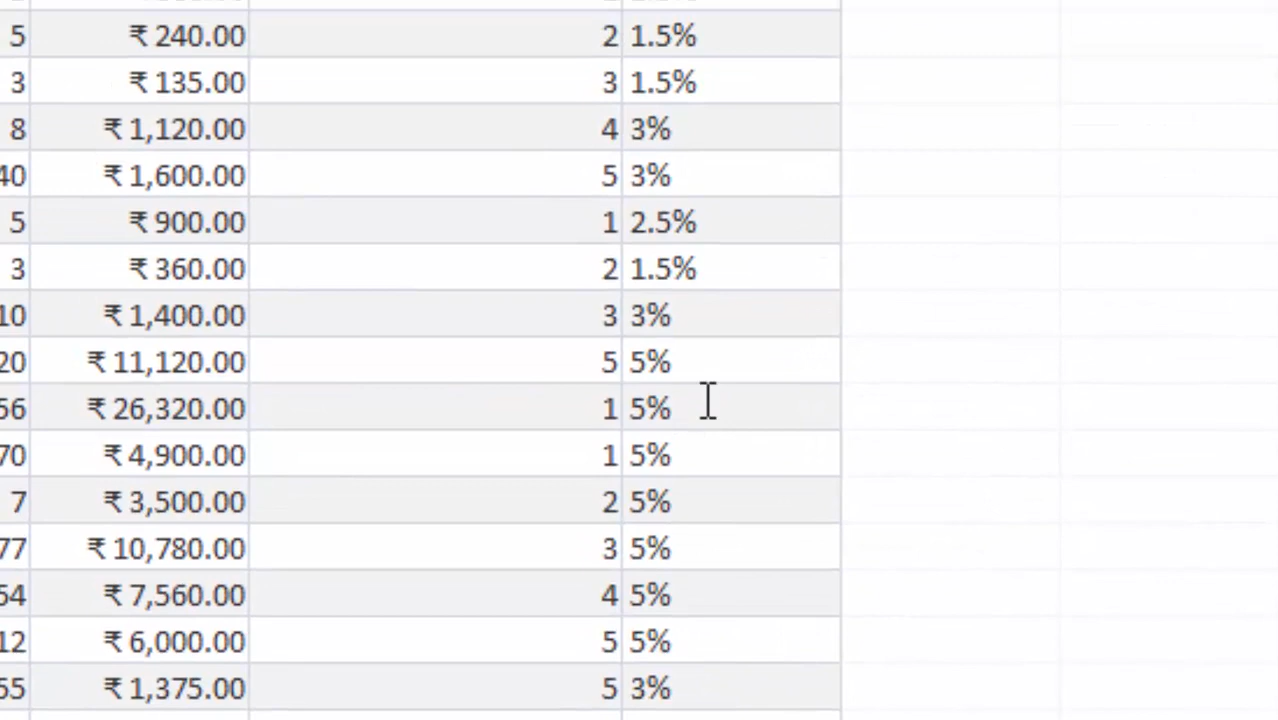 5 ₹ 240.00 2 1.5%
3 ₹ 135.00 3 1.5%
8 ₹ 1,120.00 4 3%
40 ₹ 1,600.00 5 3%
5 ₹ 900.00 1 2.5%
3 ₹ 360.00 2 1.5%
10 ₹ 1,400.00 3 3%
20 ₹ 11,120.00 5 5%
56 ₹ 26,320.00 1 5%
70 ₹ 4,900.00 1 5%
7 ₹ 3,500.00 2 5%
77 ₹ 10,780.00 3 5%
54 ₹ 7,560.00 4 5%
12 ₹ 6,000.00 5 5%
55 ₹ 1,375.00 5 3%